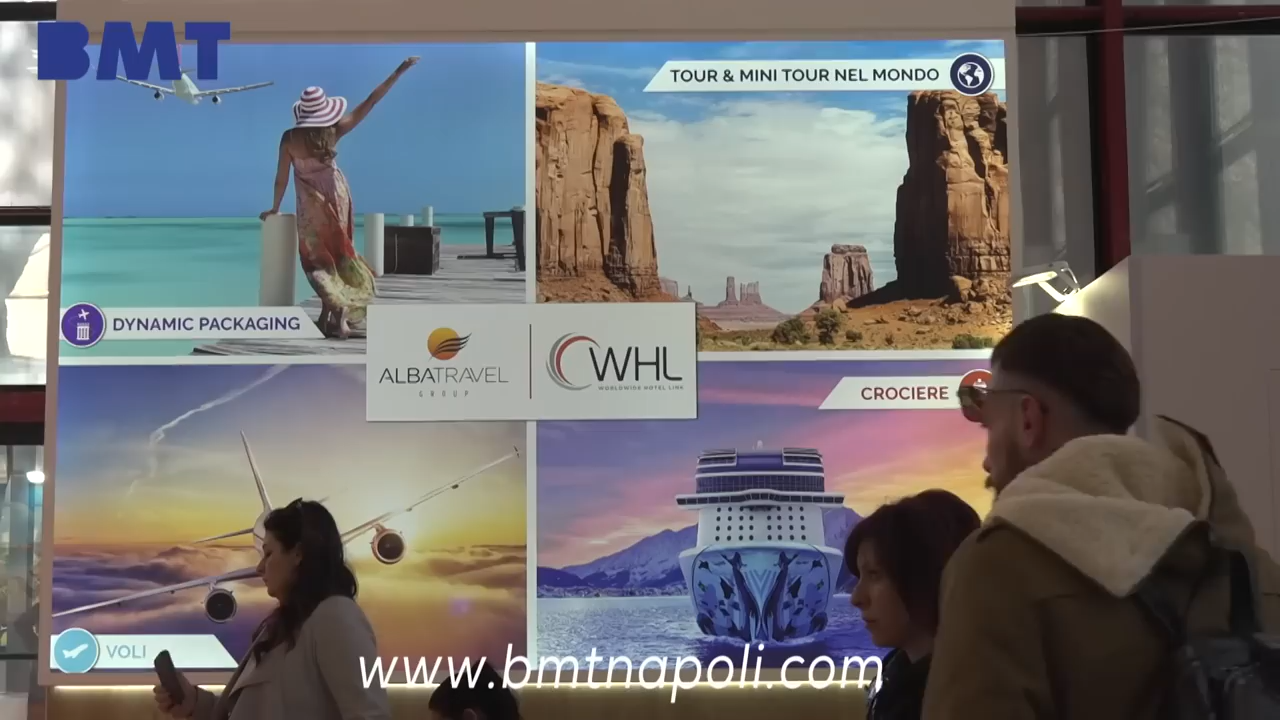 BMT
TOUR & MINI TOUR NEL MONDO
DYNAMIC PACKAGING
ALBATRAVEL
GROUP
WHL
WORLDWIDE HOTEL LINK
CROCIERE
VOLI
www.bmtnapoli.com